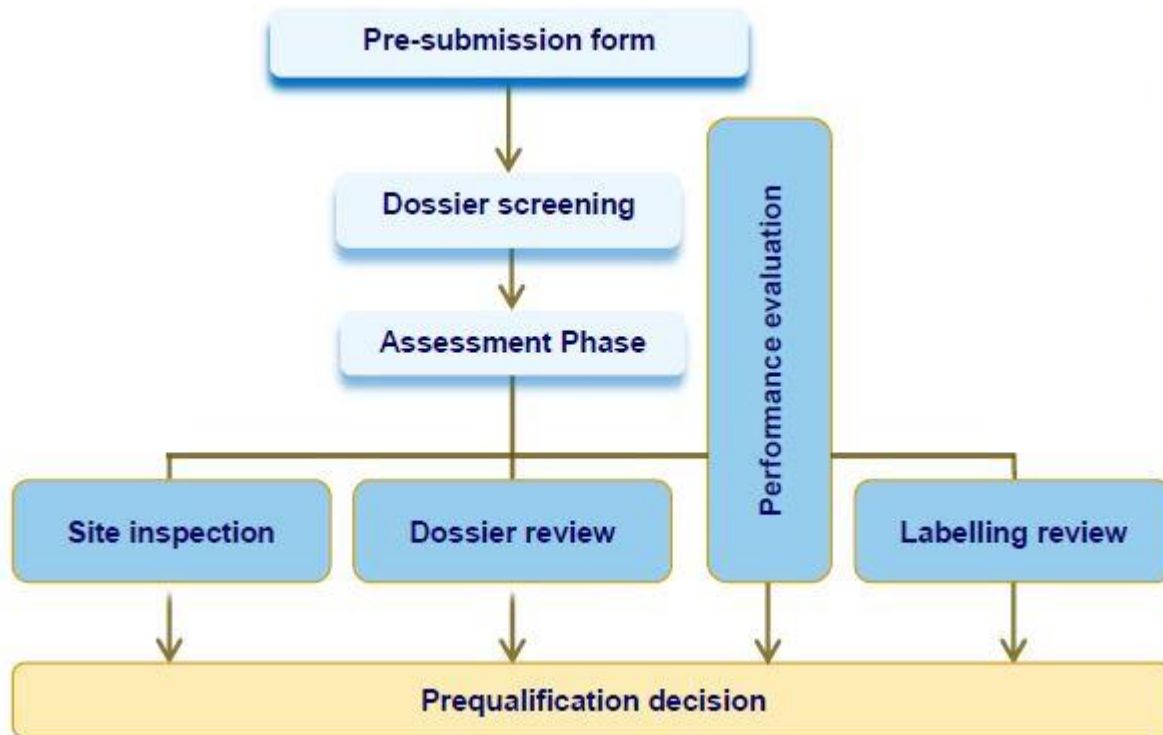 Pre-submission form
Dossier screening
Assessment Phase
Performance evaluation
Site inspection
Dossier review
Labelling review
Prequalification decision